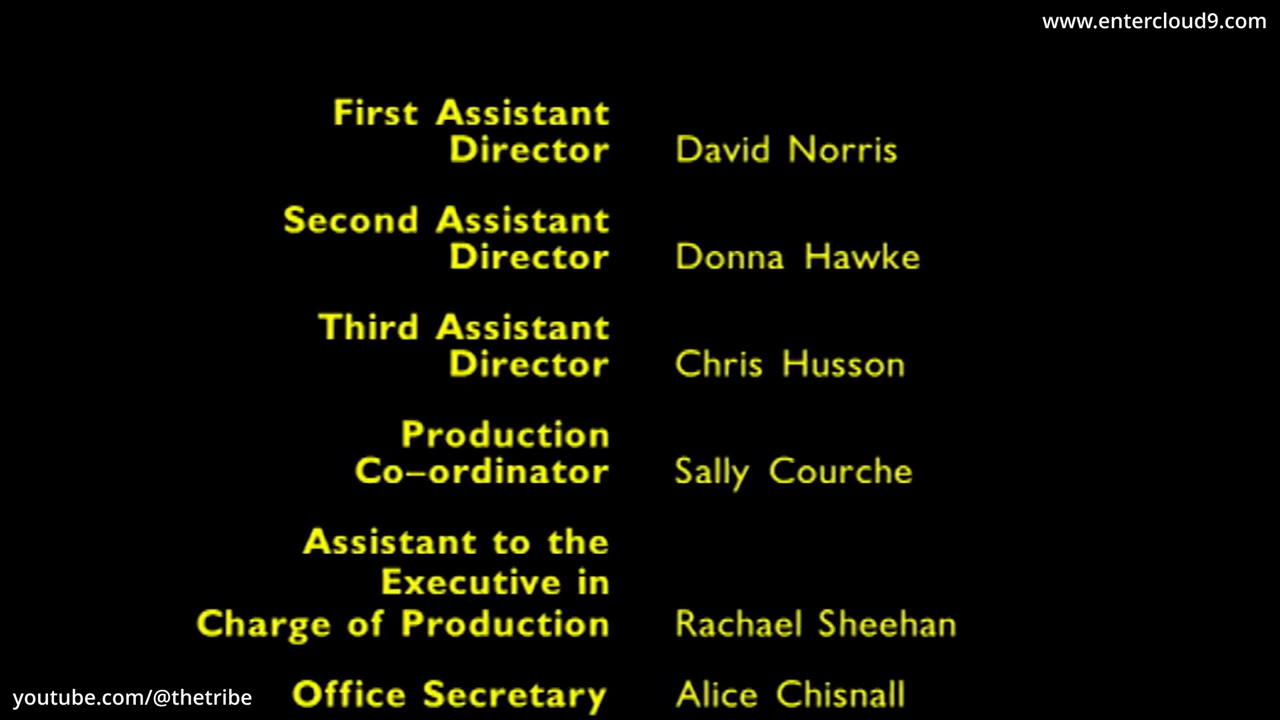 www.entercloud9.com
First Assistant
Director David Norris
Second Assistant
Director Donna Hawke
Third Assistant
Director Chris Husson
Production
Co-ordinator Sally Courche
Assistant to the
Executive in
Charge of Production Rachael Sheehan
Office Secretary Alice Chisnall
youtube.com/@thetribe